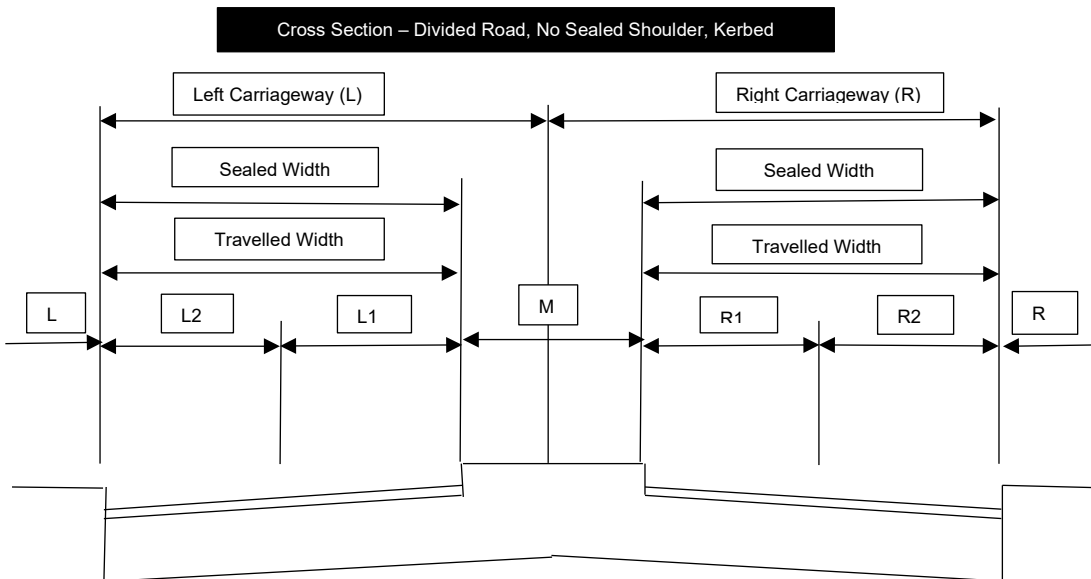 Cross Section – Divided Road, No Sealed Shoulder, Kerbed
Left Carriageway (L)
Right Carriageway (R)
Sealed Width
Sealed Width
Travelled Width
Travelled Width
L
L2
L1
M
R1
R2
R